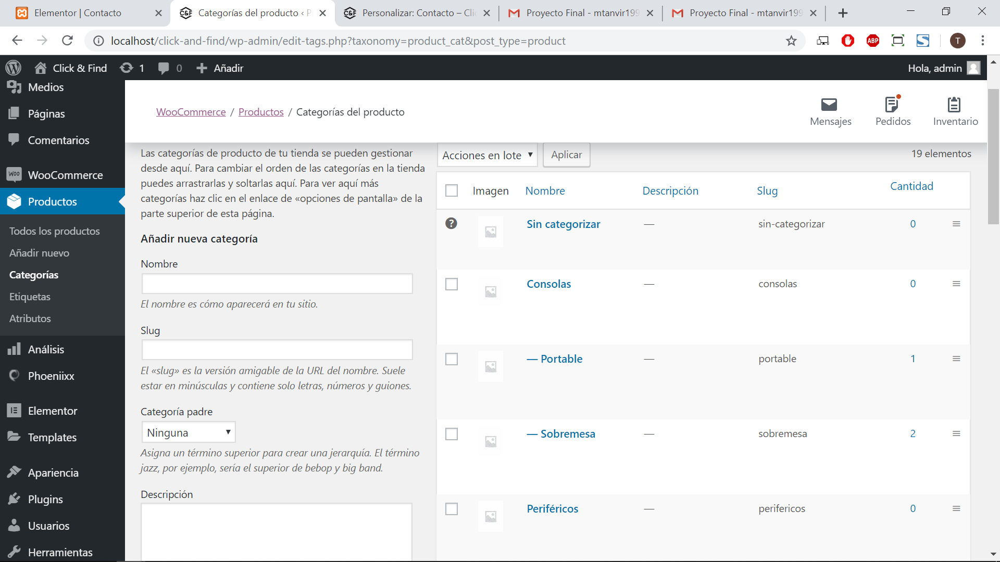 Elementor | Contacto
Categorías del producto ‹ P
Personalizar: Contacto – Clic
Proyecto Final - mtanvir199
Proyecto Final - mtanvir199
localhost/click-and-find/wp-admin/edit-tags.php?taxonomy=product_cat&post_type=product
ABP
T
Click & Find
1
0
Añadir
Hola, admin
Medios
Páginas
Comentarios
WooCommerce
Productos
Todos los productos
Añadir nuevo
Categorías
Etiquetas
Atributos
Análisis
Phoeniixx
Elementor
Templates
Apariencia
Plugins
Usuarios
Herramientas
WooCommerce / Productos / Categorías del producto
Mensajes
Pedidos
Inventario
Las categorías de producto de tu tienda se pueden gestionar
desde aquí. Para cambiar el orden de las categorías en la tienda
puedes arrastrarlas y soltarlas aquí. Para ver aquí más
categorías haz clic en el enlace de «opciones de pantalla» de la
parte superior de esta página.
Añadir nueva categoría
Nombre
El nombre es cómo aparecerá en tu sitio.
Slug
El «slug» es la versión amigable de la URL del nombre. Suele
estar en minúsculas y contiene solo letras, números y guiones.
Categoría padre
Ninguna
Asigna un término superior para crear una jerarquía. El término
jazz, por ejemplo, sería el superior de bebop y big band.
Descripción
Acciones en lote
Aplicar
19 elementos
Imagen Nombre Descripción Slug Cantidad
Sin categorizar — sin-categorizar 0
Consolas — consolas 0
— Portable — portable 1
— Sobremesa — sobremesa 2
Periféricos — perifericos 0